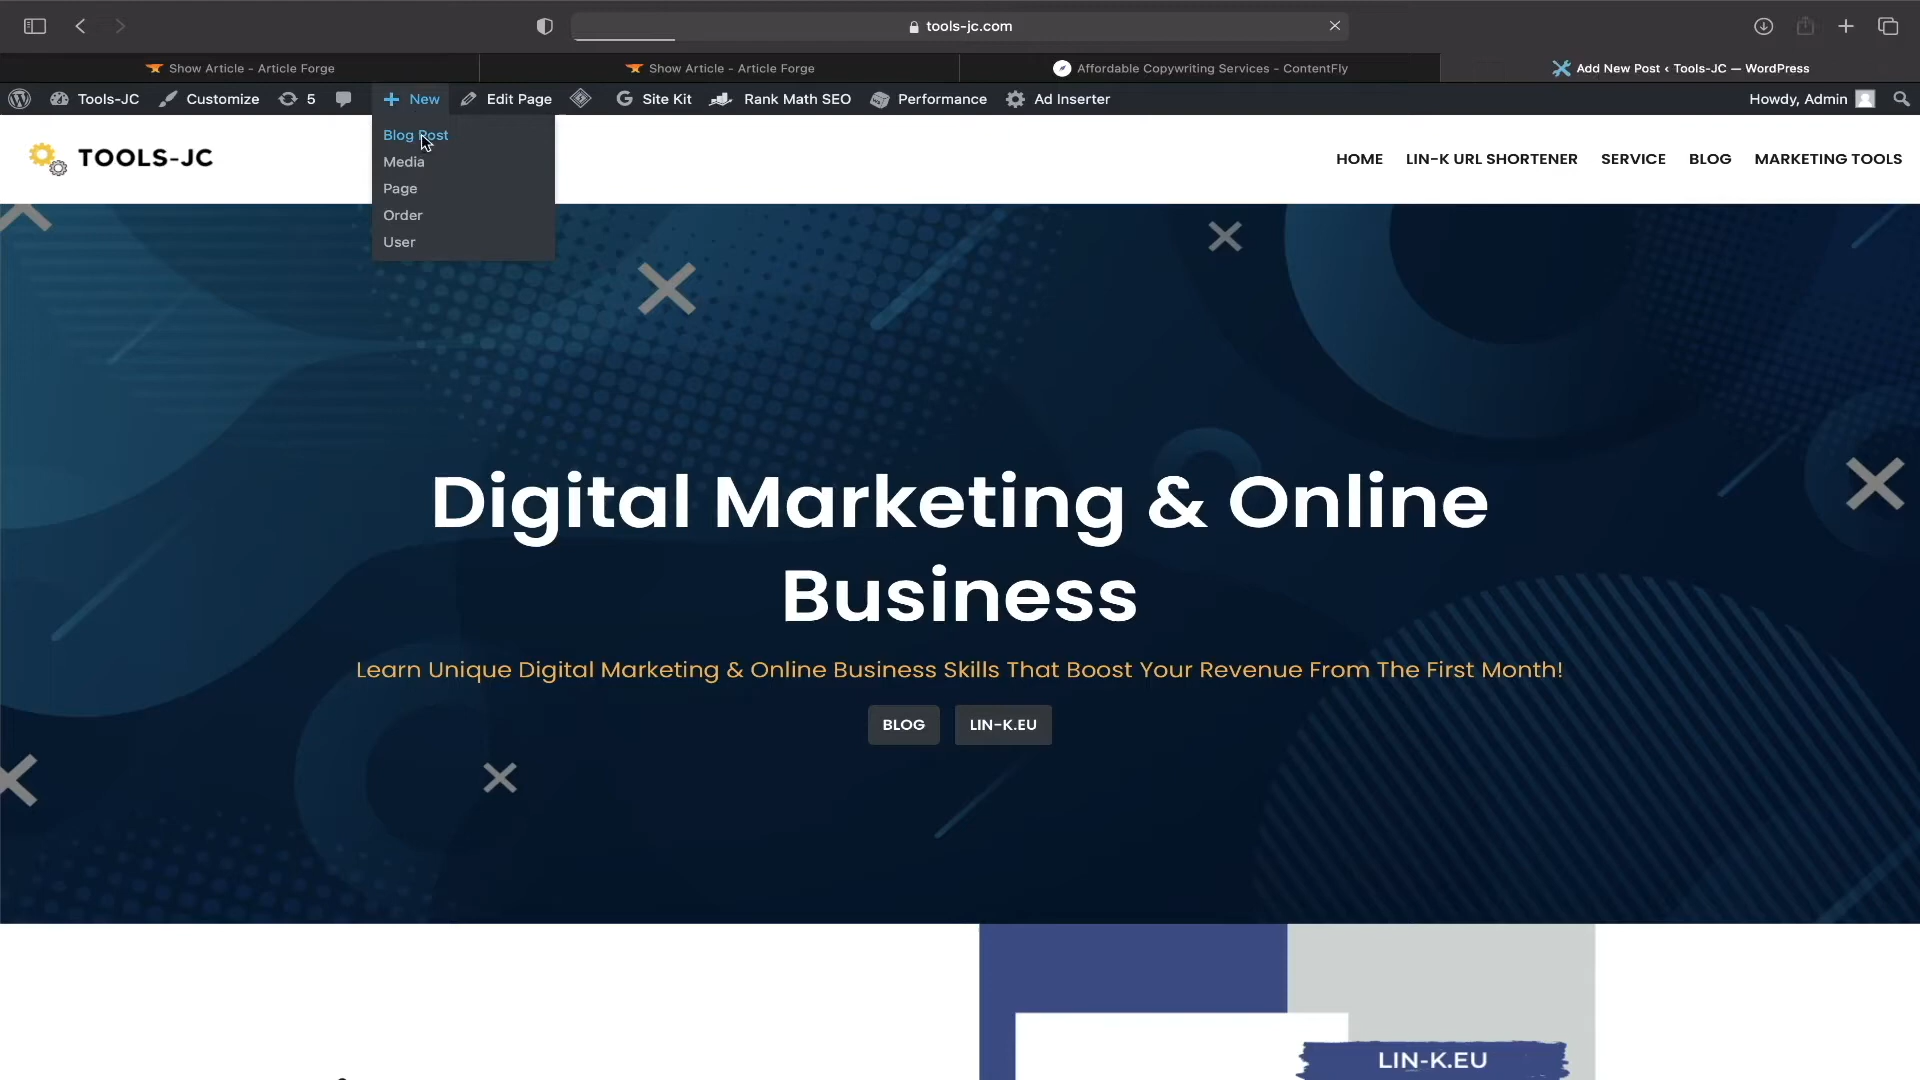 tools-jc.com
Show Article - Article Forge
Show Article - Article Forge
Affordable Copywriting Services - ContentFly
Add New Post ‹ Tools-JC — WordPress
Tools-JC
Customize
5
New
Edit Page
Site Kit
Rank Math SEO
Performance
Ad Inserter
Howdy, Admin
Blog Post
Media
Page
Order
User
TOOLS-JC
HOME
LIN-K URL SHORTENER
SERVICE
BLOG
MARKETING TOOLS
Digital Marketing & Online
Business
Learn Unique Digital Marketing & Online Business Skills That Boost Your Revenue From The First Month!
BLOG
LIN-K.EU
LIN-K.EU